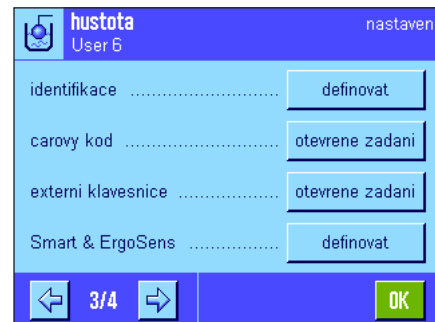 hustota
nastaven
User 6
identifikace ............................ definovat
carovy kod ............................. otevrene zadani
externi klavesnice ................... otevrene zadani
Smart & ErgoSens ................. definovat
3/4
OK